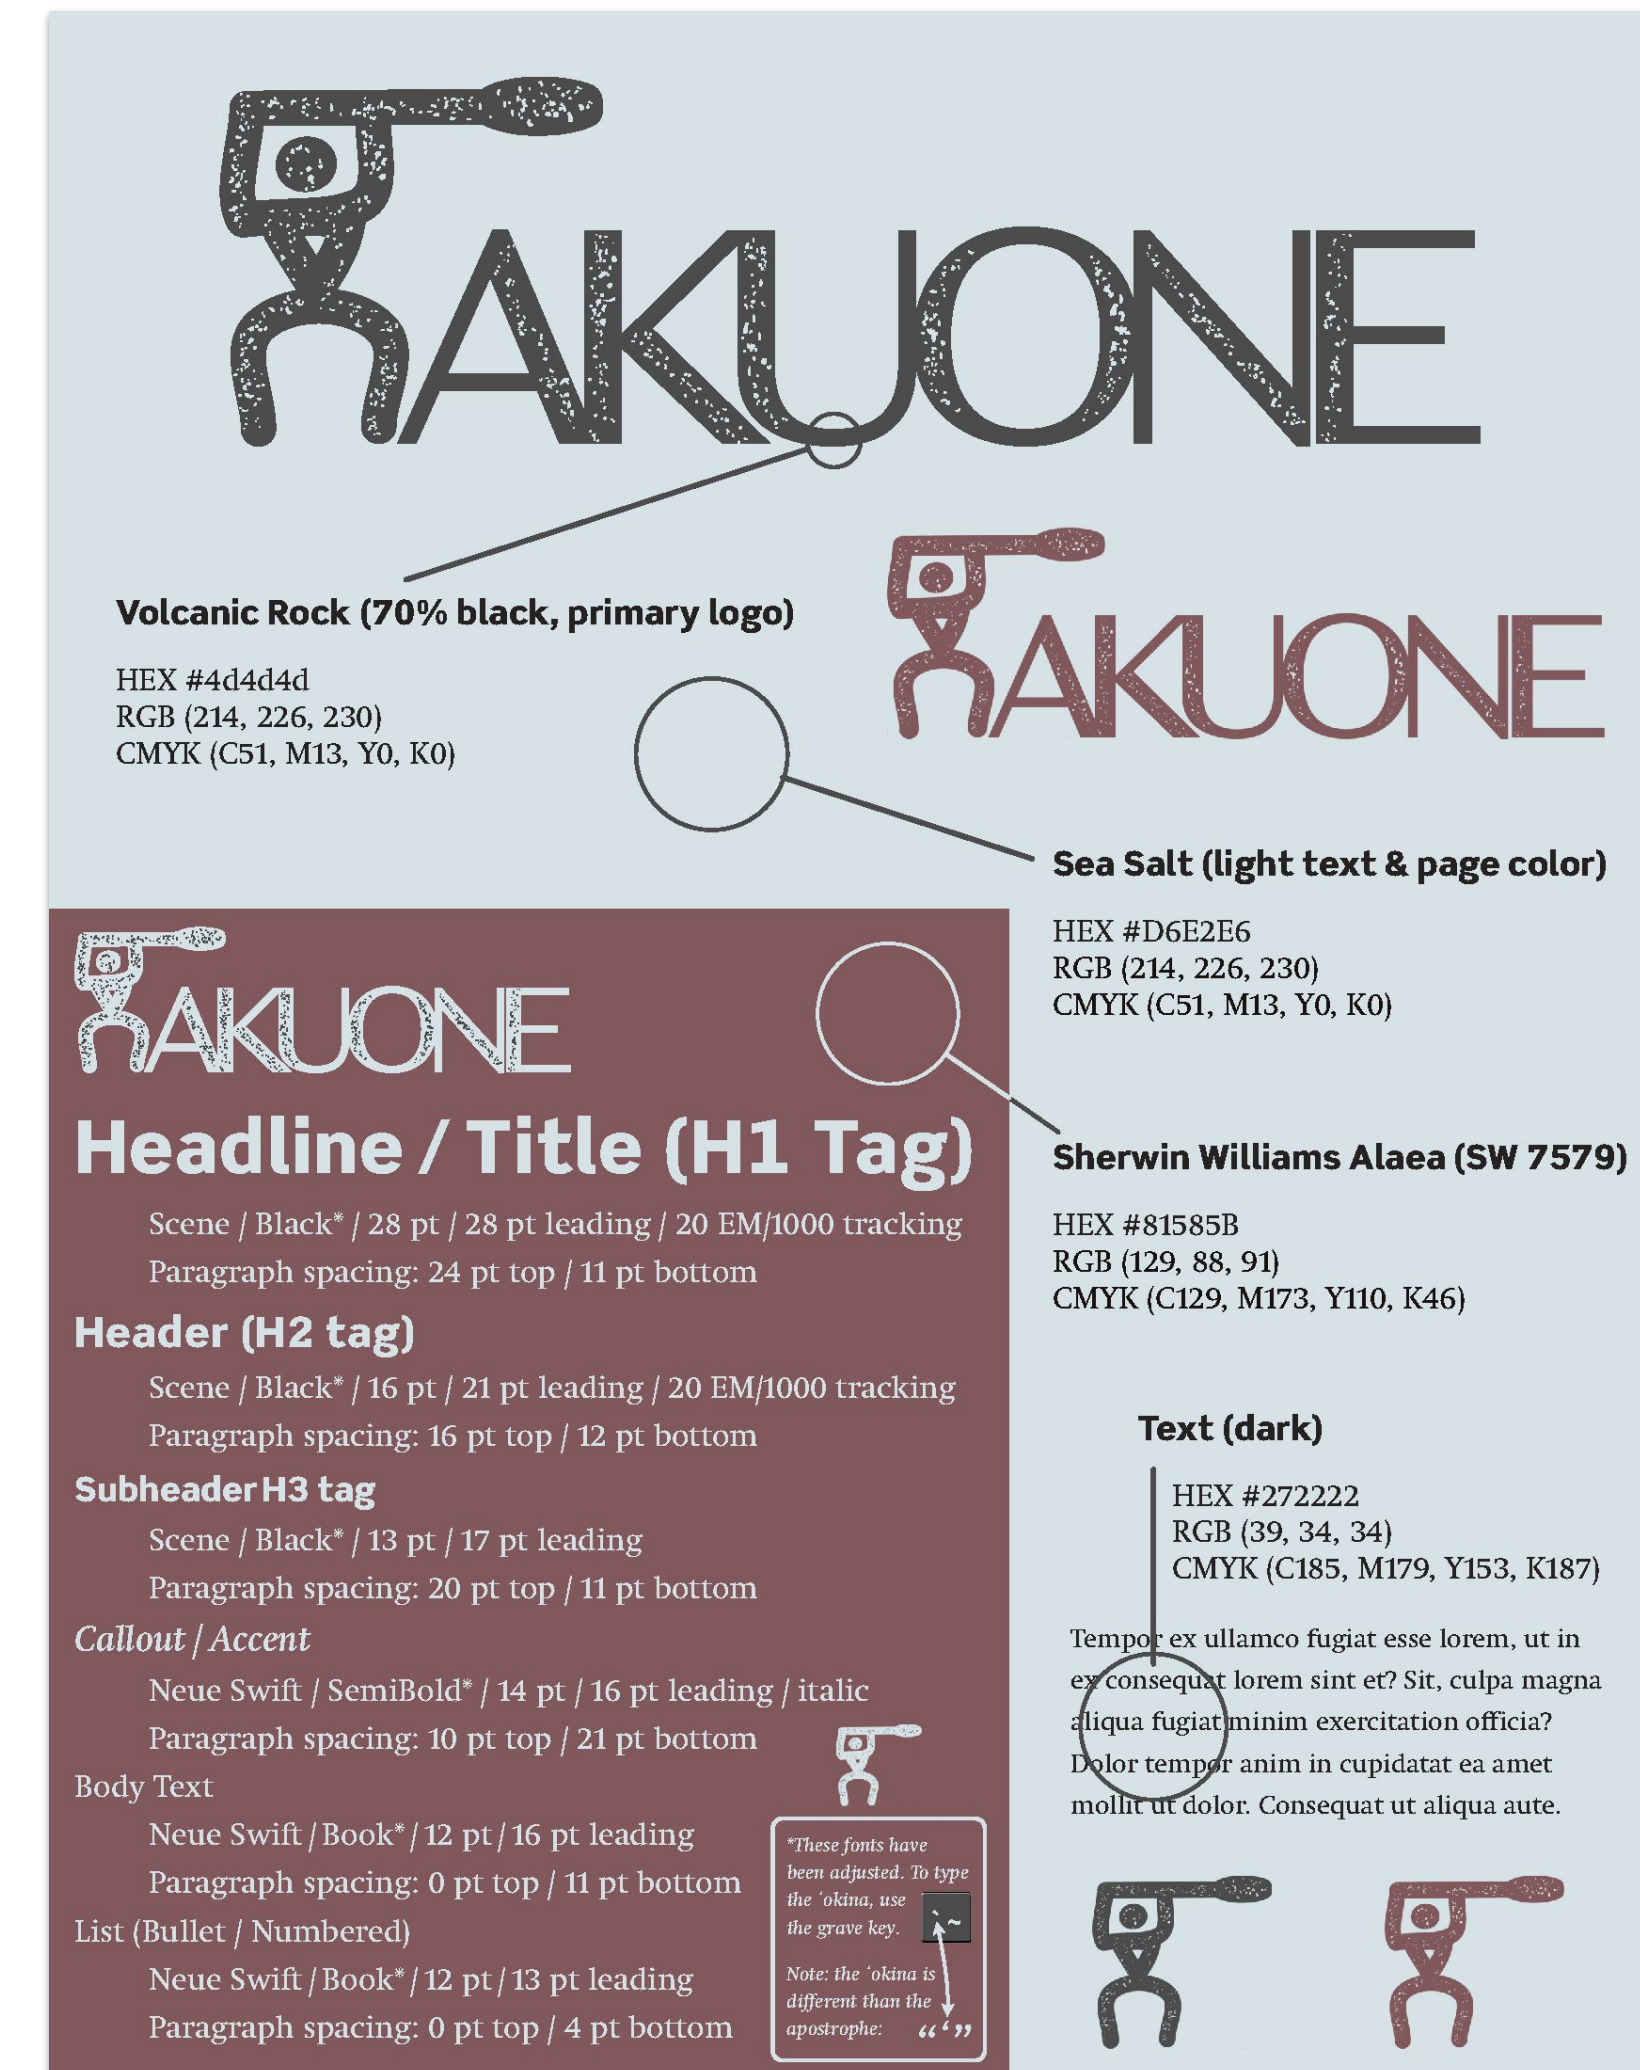 AKUONE
Volcanic Rock (70% black, primary logo)
HEX #4d4d4d
RGB (214, 226, 230)
CMYK (C51, M13, Y0, K0)
AKUONE
Sea Salt (light text & page color)
HEX #D6E2E6
RGB (214, 226, 230)
CMYK (C51, M13, Y0, K0)
AKUONE
Headline / Title (H1 Tag)
Scene / Black* / 28 pt / 28 pt leading / 20 EM/1000 tracking
Paragraph spacing: 24 pt top / 11 pt bottom
Header (H2 tag)
Scene / Black* / 16 pt / 21 pt leading / 20 EM/1000 tracking
Paragraph spacing: 16 pt top / 12 pt bottom
Subheader H3 tag
Scene / Black* / 13 pt / 17 pt leading
Paragraph spacing: 20 pt top / 11 pt bottom
Callout / Accent
Neue Swift / SemiBold* / 14 pt / 16 pt leading / italic
Paragraph spacing: 10 pt top / 21 pt bottom
Body Text
Neue Swift / Book* / 12 pt / 16 pt leading
Paragraph spacing: 0 pt top / 11 pt bottom
List (Bullet / Numbered)
Neue Swift / Book* / 12 pt / 13 pt leading
Paragraph spacing: 0 pt top / 4 pt bottom
*These fonts have
been adjusted. To type
the ʻokina, use
the grave key.
` ~
Note: the ʻokina is
different than the
apostrophe: “ ‘ ”
Sherwin Williams Alaea (SW 7579)
HEX #81585B
RGB (129, 88, 91)
CMYK (C129, M173, Y110, K46)
Text (dark)
HEX #272222
RGB (39, 34, 34)
CMYK (C185, M179, Y153, K187)
Tempor ex ullamco fugiat esse lorem, ut in
ex consequat lorem sint et? Sit, culpa magna
aliqua fugiat minim exercitation officia?
Dolor tempor anim in cupidatat ea amet
mollit ut dolor. Consequat ut aliqua aute.